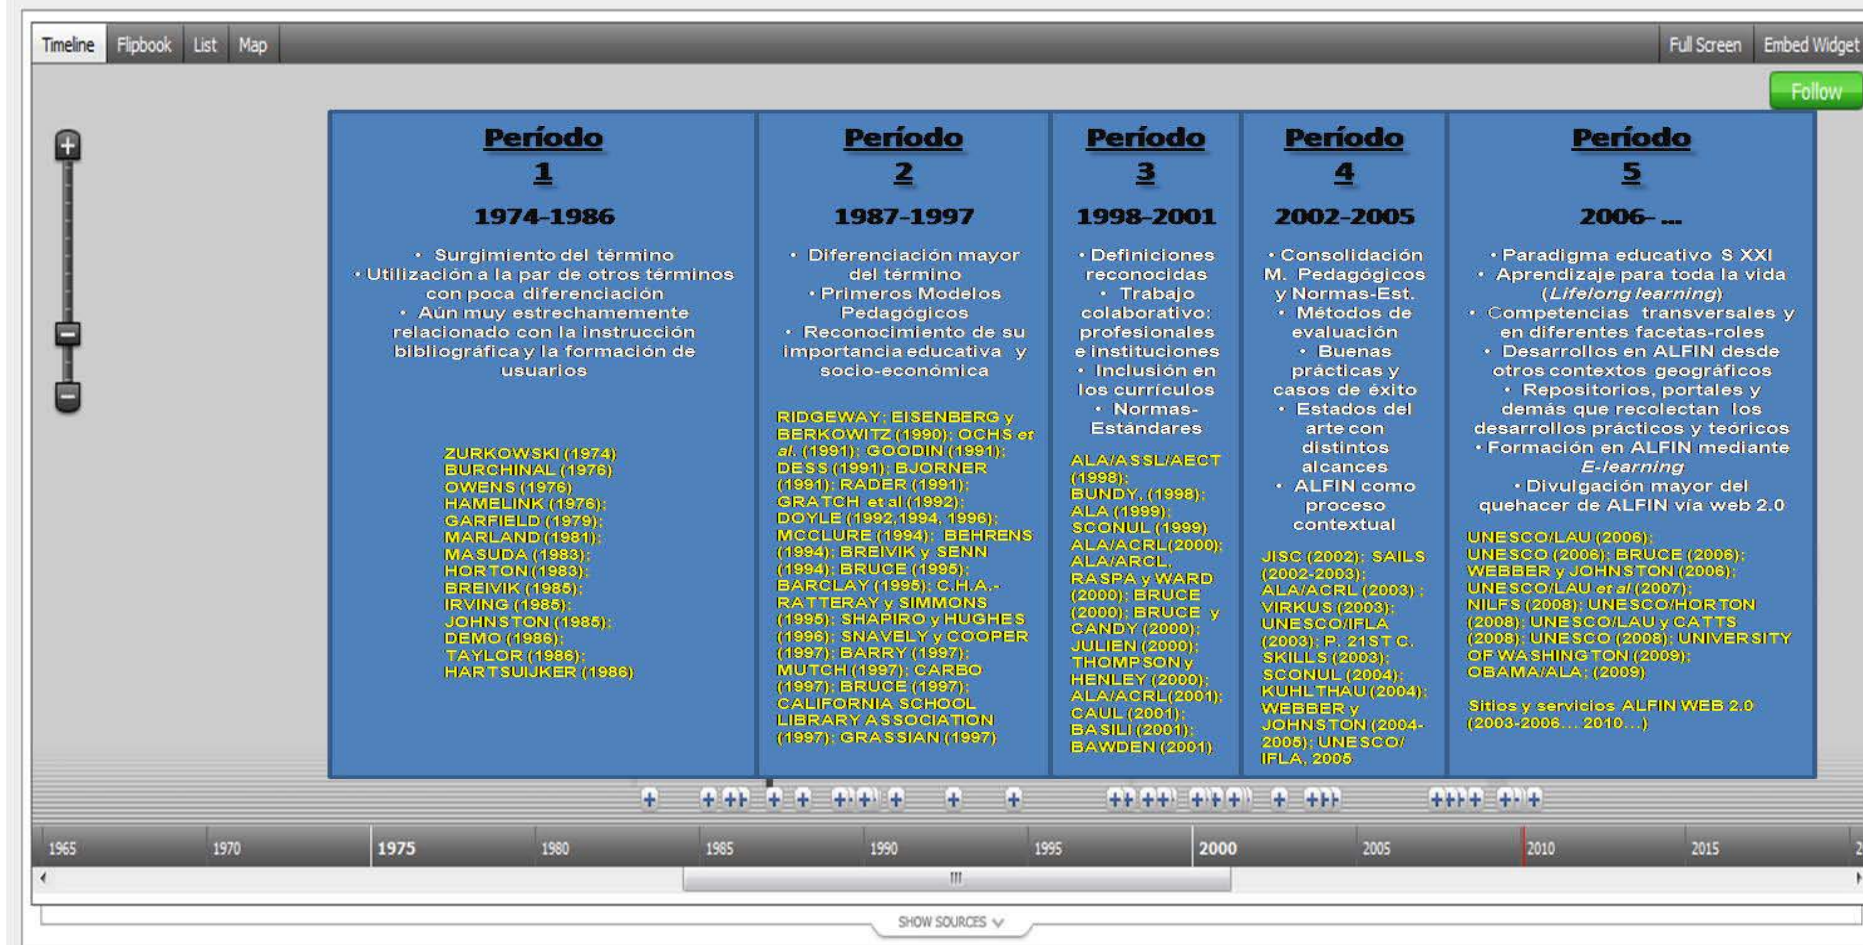 Timeline Flipbook List Map Full Screen Embed Widget
Follow
Período
1
1974-1986
• Surgimiento del término
• Utilización a la par de otros términos
con poca diferenciación
• Aún muy estrechamente
relacionado con la instrucción
bibliográfica y la formación de
usuarios
ZURKOWSKI (1974)
BURCHINAL (1976)
OWENS (1976)
HAMELINK (1976);
GARFIELD (1979);
MARLAND (1981);
MASUDA (1983);
HORTON (1983);
BREIVIK (1985);
IRVING (1985);
JOHNSTON (1985);
DEMO (1986);
TAYLOR (1986);
HARTSUIJKER (1986)
Período
2
1987-1997
• Diferenciación mayor
del término
• Primeros Modelos
Pedagógicos
• Reconocimiento de su
importancia educativa y
socio-económica
RIDGEWAY; EISENBERG y
BERKOWITZ (1990); OCHS et
al. (1991); GOODIN (1991);
DESS (1991); BJORNER
(1991); RADER (1991);
GRATCH et al (1992);
DOYLE (1992,1994, 1996);
MCCLURE (1994); BEHRENS
(1994); BREIVIK y SENN
(1994); BRUCE (1995);
BARCLAY (1995); C.H.A.-
RATTERAY y SIMMONS
(1995); SHAPIRO y HUGHES
(1996); SNAVELY y COOPER
(1997); BARRY (1997);
MUTCH (1997); CARBO
(1997); BRUCE (1997);
CALIFORNIA SCHOOL
LIBRARY ASSOCIATION
(1997); GRASSIAN (1997)
Período
3
1998-2001
• Definiciones
reconocidas
• Trabajo
colaborativo:
profesionales
e instituciones
• Inclusión en
los currículos
• Normas-
Estándares
ALA/ASSL/AECT
(1998);
BUNDY, (1998);
ALA (1999);
SCONUL (1999)
ALA/ACRL(2000);
ALA/ARCL.
RASPA y WARD
(2000); BRUCE
(2000); BRUCE y
CANDY (2000);
JULIEN (2000);
THOMPSON y
HENLEY (2000);
ALA/ACRL(2001);
CAUL (2001);
BASILI (2001);
BAWDEN (2001)
Período
4
2002-2005
• Consolidación
M. Pedagógicos
y Normas-Est.
• Métodos de
evaluación
• Buenas
prácticas y
casos de éxito
• Estados del
arte con
distintos
alcances
• ALFIN como
proceso
contextual
JISC (2002); SAILS
(2002-2003);
ALA/ACRL (2003) ;
VIRKUS (2003);
UNESCO/IFLA
(2003); P. 21ST C.
SKILLS (2003);
SCONUL (2004);
KUHLTHAU (2004);
WEBBER y
JOHNSTON (2004-
2005); UNESCO/
IFLA, 2005
Período
5
2006- ...
• Paradigma educativo S XXI
• Aprendizaje para toda la vida
(Lifelong learning)
• Competencias transversales y
en diferentes facetas-roles
• Desarrollos en ALFIN desde
otros contextos geográficos
• Repositorios, portales y
demás que recolectan los
desarrollos prácticos y teóricos
• Formación en ALFIN mediante
E-learning
• Divulgación mayor del
quehacer de ALFIN vía web 2.0
UNESCO/LAU (2006);
UNESCO (2006); BRUCE (2006);
WEBBER y JOHNSTON (2006);
UNESCO/LAU et al (2007);
NILFS (2008); UNESCO/HORTON
(2008); UNESCO/LAU y CATTS
(2008); UNESCO (2008); UNIVERSITY
OF WASHINGTON (2009);
OBAMA/ALA; (2009)
Sitios y servicios ALFIN WEB 2.0
(2003-2006... 2010...)
1965 1970 1975 1980 1985 1990 1995 2000 2005 2010 2015 2
SHOW SOURCES